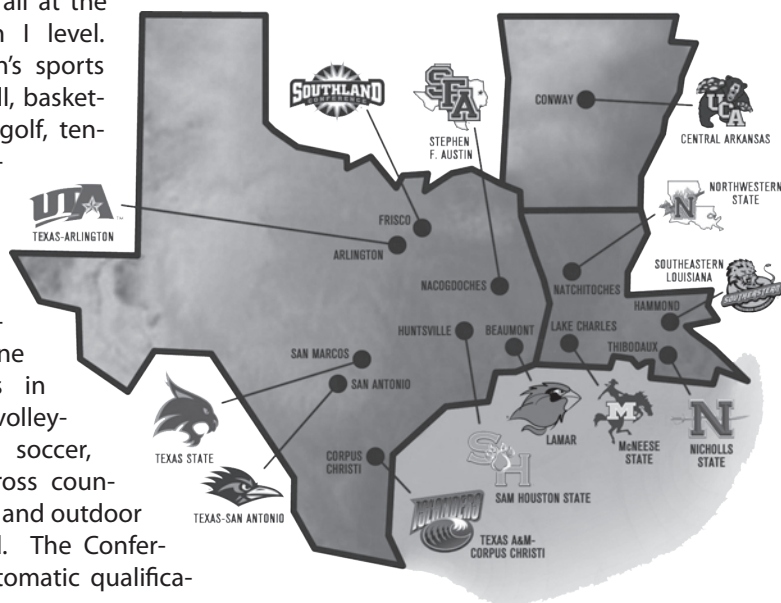 all at the
I level.
n's sports
ll, basket-
golf, ten-
ne
s in
volley-
soccer,
ross coun-
and outdoor
l. The Confer-
tomatic qualifica-
SOUTHLAND
CONFERENCE
SFA
STEPHEN
F. AUSTIN
CONWAY
UCA
CENTRAL ARKANSAS
UTA
TEXAS-ARLINGTON
N
NORTHWESTERN
STATE
FRISCO
ARLINGTON
SOUTHEASTERN
LOUISIANA
SOUTHEASTERN
NACOGDOCHES
NATCHITOCHES
HAMMOND
HUNTSVILLE
BEAUMONT
LAKE CHARLES
THIBODAUX
SAN MARCOS
SAN ANTONIO
TEXAS STATE
LAMAR
M
McNEESE
STATE
N
NICHOLLS
STATE
CORPUS
CHRISTI
SH
SAM HOUSTON STATE
TEXAS-SAN ANTONIO
ISLANDERS
TEXAS A&M-
CORPUS CHRISTI